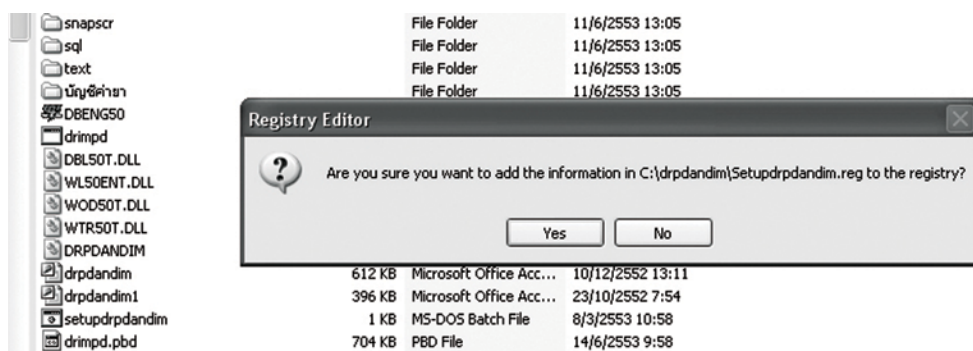 snapscr File Folder 11/6/2553 13:05
sql File Folder 11/6/2553 13:05
text File Folder 11/6/2553 13:05
บัญชีค่ายา File Folder 11/6/2553 13:05
DBENG50
drimpd
DBL50T.DLL
WL50ENT.DLL
WOD50T.DLL
WTR50T.DLL
DRPDANDIM
Registry Editor
Are you sure you want to add the information in C:\drpdandim\Setupdrpdandim.reg to the registry?
Yes No
drpdandim 612 KB Microsoft Office Acc... 10/12/2552 13:11
drpdandim1 396 KB Microsoft Office Acc... 23/10/2552 7:54
setupdrpdandim 1 KB MS-DOS Batch File 8/3/2553 10:58
drimpd.pbd 704 KB PBD File 14/6/2553 9:58